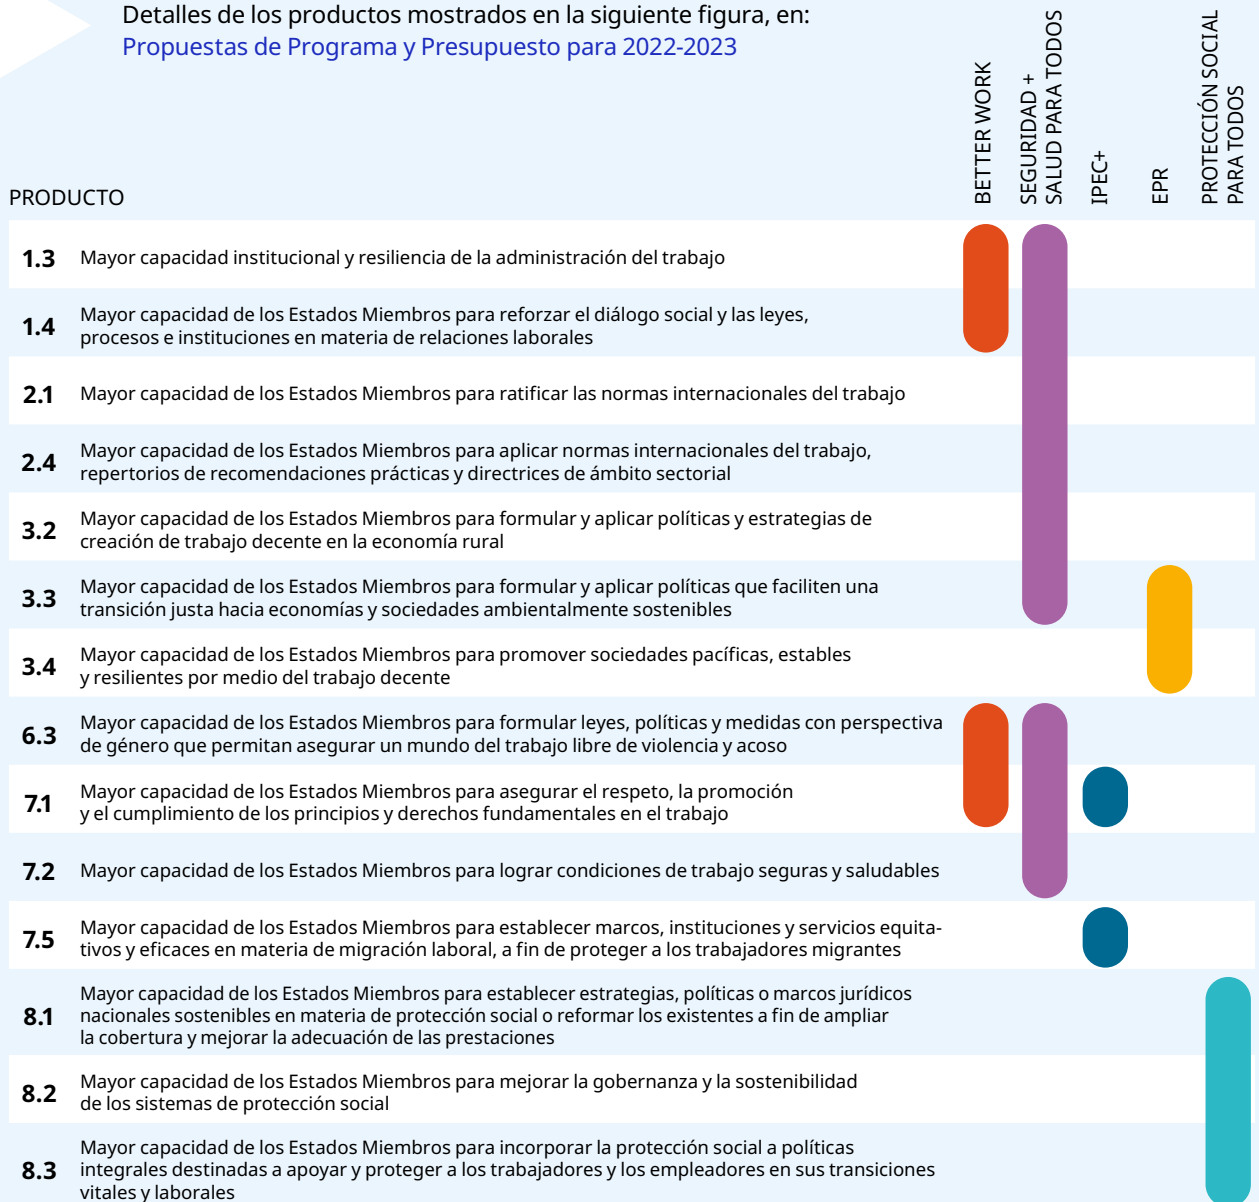 Detalles de los productos mostrados en la siguiente figura, en:
Propuestas de Programa y Presupuesto para 2022-2023
PRODUCTO
BETTER WORK
SEGURIDAD +
SALUD PARA TODOS
IPEC+
EPR
PROTECCIÓN SOCIAL
PARA TODOS
1.3 Mayor capacidad institucional y resiliencia de la administración del trabajo
1.4 Mayor capacidad de los Estados Miembros para reforzar el diálogo social y las leyes,
procesos e instituciones en materia de relaciones laborales
2.1 Mayor capacidad de los Estados Miembros para ratificar las normas internacionales del trabajo
2.4 Mayor capacidad de los Estados Miembros para aplicar normas internacionales del trabajo,
repertorios de recomendaciones prácticas y directrices de ámbito sectorial
3.2 Mayor capacidad de los Estados Miembros para formular y aplicar políticas y estrategias de
creación de trabajo decente en la economía rural
3.3 Mayor capacidad de los Estados Miembros para formular y aplicar políticas que faciliten una
transición justa hacia economías y sociedades ambientalmente sostenibles
3.4 Mayor capacidad de los Estados Miembros para promover sociedades pacíficas, estables
y resilientes por medio del trabajo decente
6.3 Mayor capacidad de los Estados Miembros para formular leyes, políticas y medidas con perspectiva
de género que permitan asegurar un mundo del trabajo libre de violencia y acoso
7.1 Mayor capacidad de los Estados Miembros para asegurar el respeto, la promoción
y el cumplimiento de los principios y derechos fundamentales en el trabajo
7.2 Mayor capacidad de los Estados Miembros para lograr condiciones de trabajo seguras y saludables
7.5 Mayor capacidad de los Estados Miembros para establecer marcos, instituciones y servicios equita-
tivos y eficaces en materia de migración laboral, a fin de proteger a los trabajadores migrantes
8.1 Mayor capacidad de los Estados Miembros para establecer estrategias, políticas o marcos jurídicos
nacionales sostenibles en materia de protección social o reformar los existentes a fin de ampliar
la cobertura y mejorar la adecuación de las prestaciones
8.2 Mayor capacidad de los Estados Miembros para mejorar la gobernanza y la sostenibilidad
de los sistemas de protección social
8.3 Mayor capacidad de los Estados Miembros para incorporar la protección social a políticas
integrales destinadas a apoyar y proteger a los trabajadores y los empleadores en sus transiciones
vitales y laborales